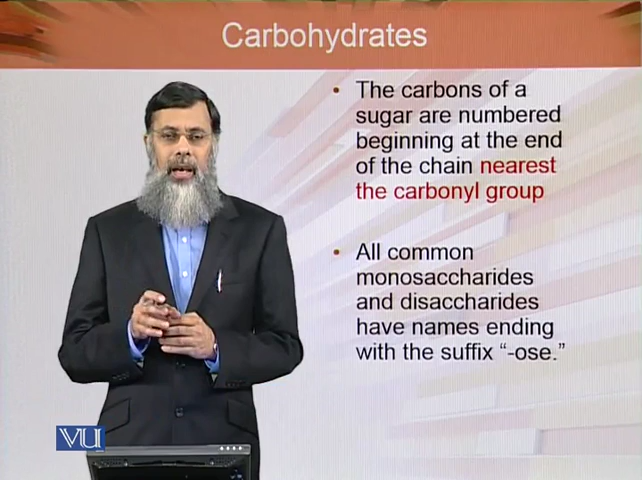 Carbohydrates
• The carbons of a
sugar are numbered
beginning at the end
of the chain nearest
the carbonyl group
• All common
monosaccharides
and disaccharides
have names ending
with the suffix “-ose.”
VU